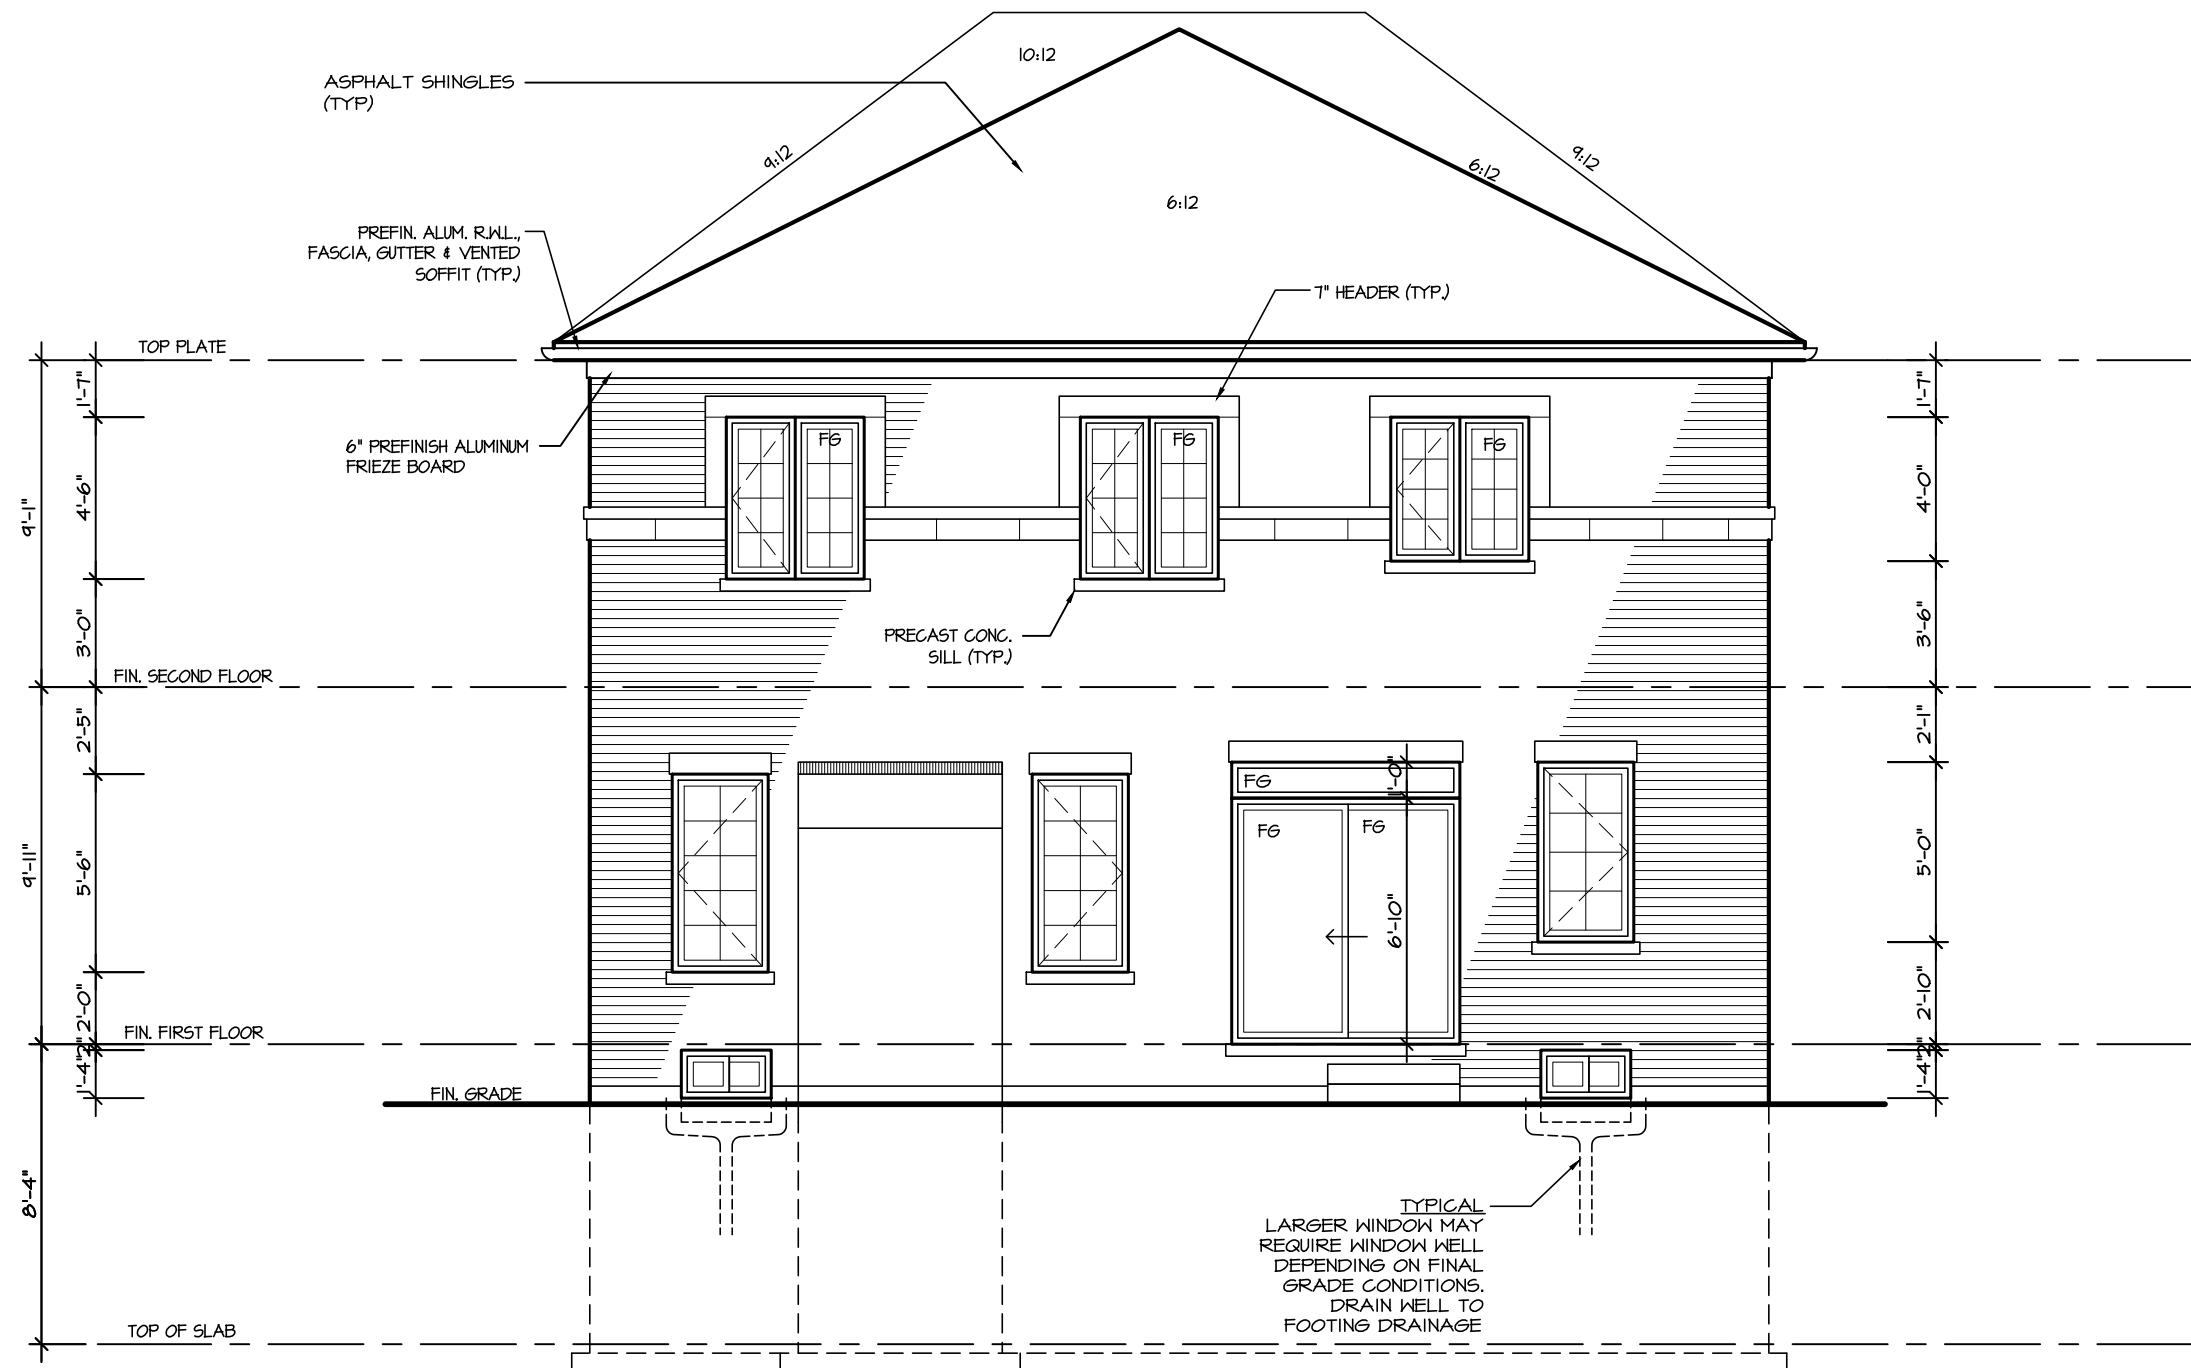 10:12
ASPHALT SHINGLES
(TYP)
9:12
9:12
6:12
6:12
PREFIN. ALUM. R.W.L.,
FASCIA, GUTTER & VENTED
SOFFIT (TYP.)
7" HEADER (TYP.)
TOP PLATE
1'-7"
1'-7"
6" PREFINISH ALUMINUM
FRIEZE BOARD
FG
FG
FG
9'-1"
4'-6"
4'-0"
3'-0"
3'-6"
PRECAST CONC.
SILL (TYP.)
FIN. SECOND FLOOR
2'-5"
2'-1"
FG
1'-0"
FG
FG
9'-11"
5'-6"
5'-0"
6'-10"
2'-0"
2'-10"
FIN. FIRST FLOOR
2"
2"
1'-4"
1'-4"
FIN. GRADE
8'-4"
TYPICAL
LARGER WINDOW MAY
REQUIRE WINDOW WELL
DEPENDING ON FINAL
GRADE CONDITIONS.
DRAIN WELL TO
FOOTING DRAINAGE
TOP OF SLAB